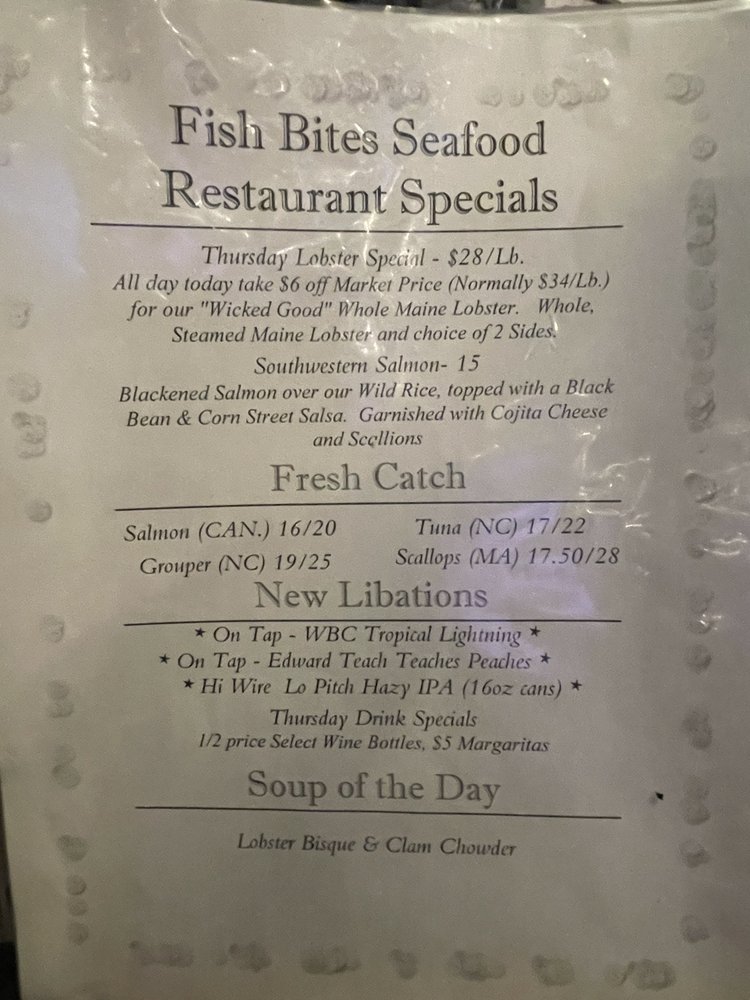 Fish Bites Seafood
Restaurant Specials
Thursday Lobster Special - $28/Lb.
All day today take $6 off Market Price (Normally $34/Lb.)
for our "Wicked Good" Whole Maine Lobster. Whole,
Steamed Maine Lobster and choice of 2 Sides.
Southwestern Salmon- 15
Blackened Salmon over our Wild Rice, topped with a Black
Bean & Corn Street Salsa. Garnished with Cojita Cheese
and Scallions
Fresh Catch
Salmon (CAN.) 16/20 Tuna (NC) 17/22
Grouper (NC) 19/25 Scallops (MA) 17.50/28
New Libations
* On Tap - WBC Tropical Lightning *
* On Tap - Edward Teach Teaches Peaches *
* Hi Wire Lo Pitch Hazy IPA (16oz cans) *
Thursday Drink Specials
1/2 price Select Wine Bottles, $5 Margaritas
Soup of the Day
Lobster Bisque & Clam Chowder